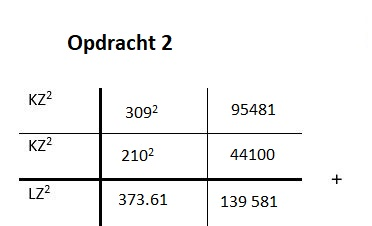 Opdracht 2
KZ² 309² 95481
KZ² 210² 44100
+
LZ² 373.61 139 581